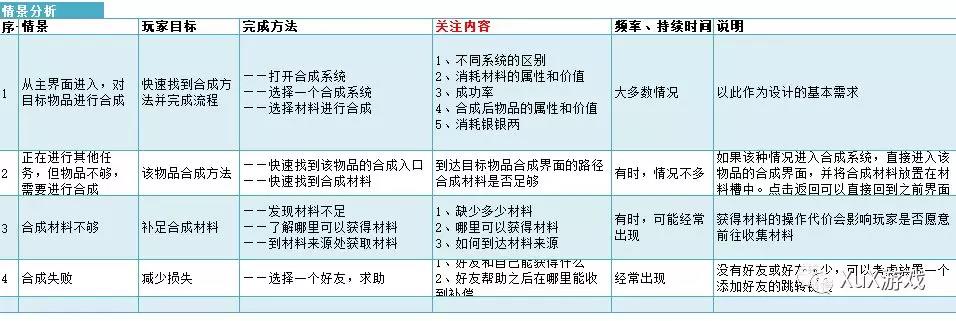 情景分析
序 情景 玩家目标 完成方法 关注内容 频率、持续时间 说明
1
从主界面进入，对
目标物品进行合成
快速找到合成方
法并完成流程
——打开合成系统
——选择一个合成系统
——选择材料进行合成
1、不同系统的区别
2、消耗材料的属性和价值
3、成功率
4、合成后物品的属性和价值
5、消耗银银两
大多数情况
以此作为设计的基本需求
2
正在进行其他任
务，但物品不够，
需要进行合成
该物品合成方法
——快速找到该物品的合成入口
——快速找到合成材料
到达目标物品合成界面的路径
合成材料是否足够
有时，情况不多
如果该种情况进入合成系统，直接进入该
物品的合成界面，并将合成材料放置在材
料槽中。点击返回可以直接回到之前界面
3
合成材料不够
补足合成材料
——发现材料不足
——了解哪里可以获得材料
——到材料来源处获取材料
1、缺少多少材料
2、哪里可以获得材料
3、如何到达材料来源
有时，可能经常
出现
获得材料的操作代价会影响玩家是否愿意
前往收集材料
4
合成失败
减少损失
——选择一个好友，求助
1、好友和自己能获得什么
2、好友帮助之后在哪里能收
到补偿
经常出现
没有好友或好友 少，可以考虑放置一个
添加好友的跳转
XUX游戏